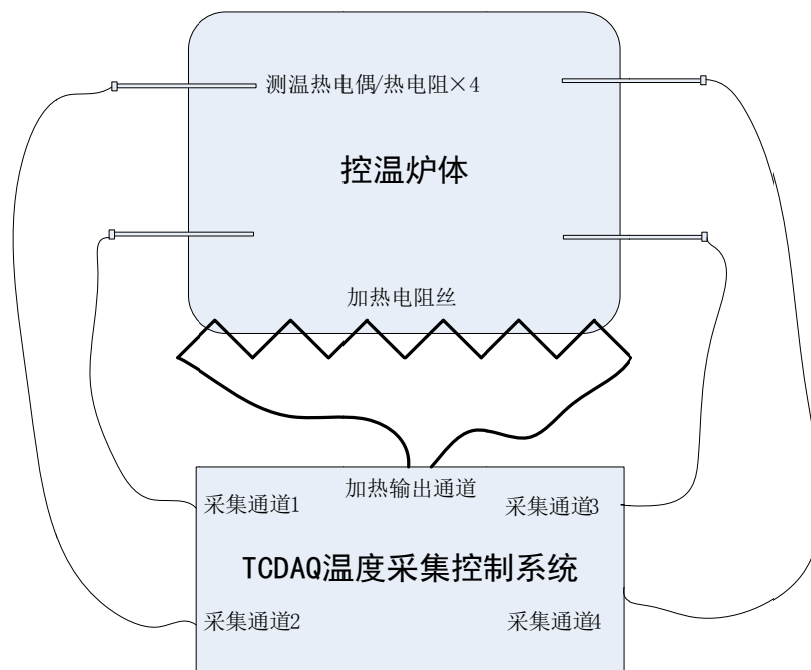 测温热电偶/热电阻×4
控温炉体
加热电阻丝
加热输出通道
采集通道1
采集通道3
TCDAQ温度采集控制系统
采集通道2
采集通道4